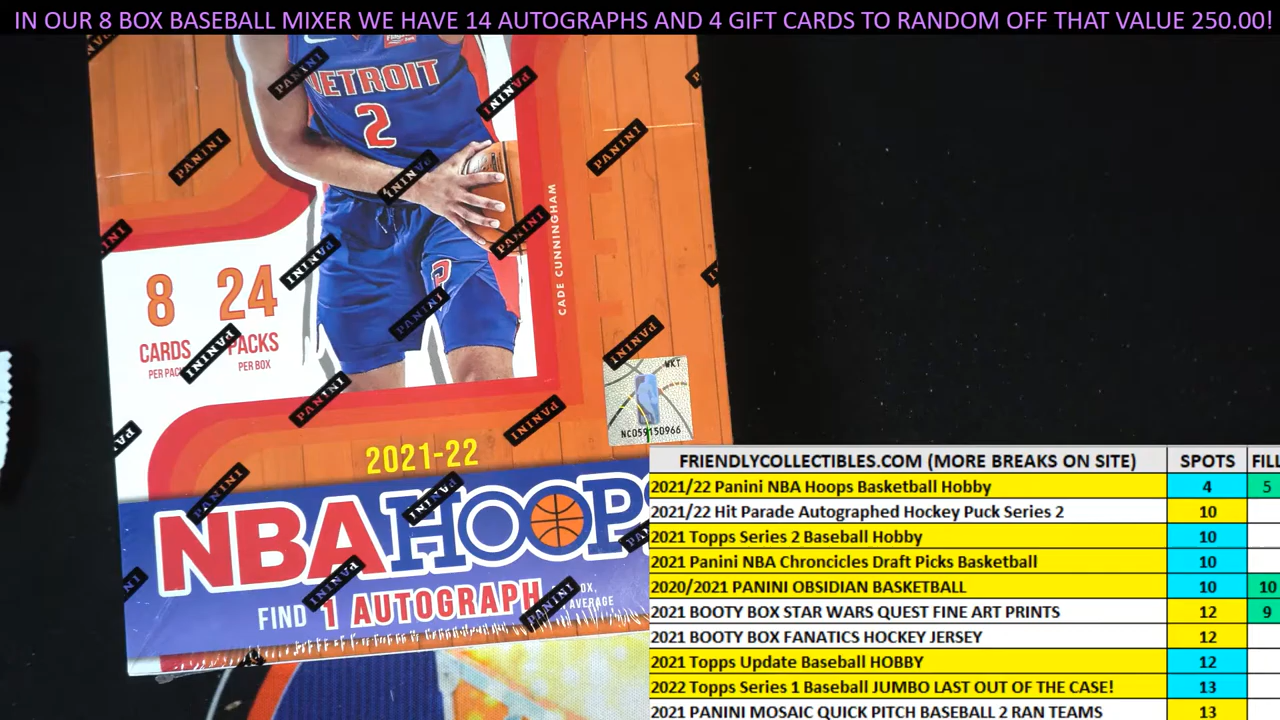 IN OUR 8 BOX BASEBALL MIXER WE HAVE 14 AUTOGRAPHS AND 4 GIFT CARDS TO RANDOM OFF THAT VALUE 250.00!
DETROIT
2
PANINI
CADE CUNNINGHAM
8 24
CARDS PACKS
PER PACK PER BOX
NC059150966
2021-22
NBA HOOPS
FIND 1 AUTOGRAPH
AVERAGE
FRIENDLYCOLLECTIBLES.COM (MORE BREAKS ON SITE) SPOTS FILL
2021/22 Panini NBA Hoops Basketball Hobby 4 5
2021/22 Hit Parade Autographed Hockey Puck Series 2 10
2021 Topps Series 2 Baseball Hobby 10
2021 Panini NBA Chroncicles Draft Picks Basketball 10
2020/2021 PANINI OBSIDIAN BASKETBALL 10 10
2021 BOOTY BOX STAR WARS QUEST FINE ART PRINTS 12 9
2021 BOOTY BOX FANATICS HOCKEY JERSEY 12
2021 Topps Update Baseball HOBBY 12
2022 Topps Series 1 Baseball JUMBO LAST OUT OF THE CASE! 13
2021 PANINI MOSAIC QUICK PITCH BASEBALL 2 RAN TEAMS 13